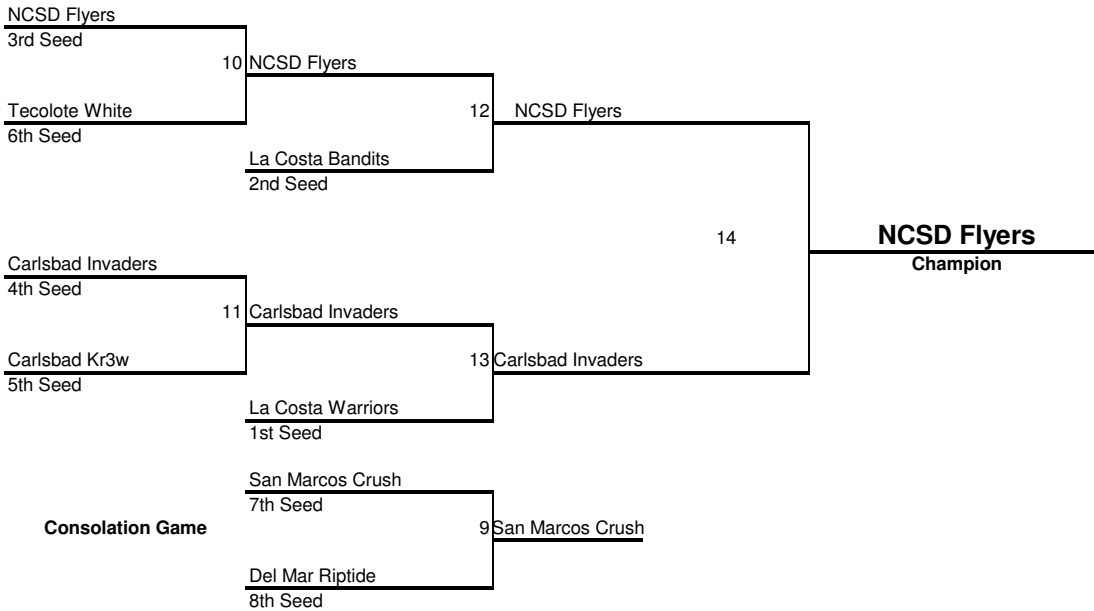 NCSD Flyers
3rd Seed
10 NCSD Flyers
Tecolote White
6th Seed
12 NCSD Flyers
La Costa Bandits
2nd Seed
14
NCSD Flyers
Champion
Carlsbad Invaders
4th Seed
11 Carlsbad Invaders
Carlsbad Kr3w
5th Seed
13 Carlsbad Invaders
La Costa Warriors
1st Seed
San Marcos Crush
7th Seed
Consolation Game
9 San Marcos Crush
Del Mar Riptide
8th Seed